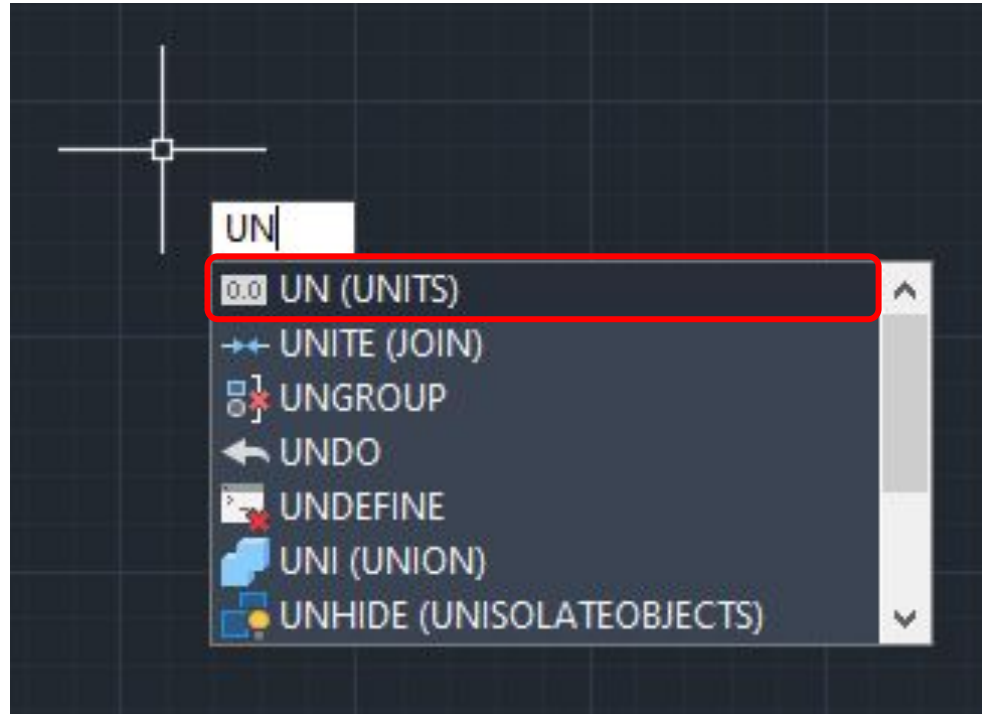 UN
0.0 UN (UNITS)
UNITE (JOIN)
UNGROUP
UNDO
UNDEFINE
UNI (UNION)
UNHIDE (UNISOLATEOBJECTS)